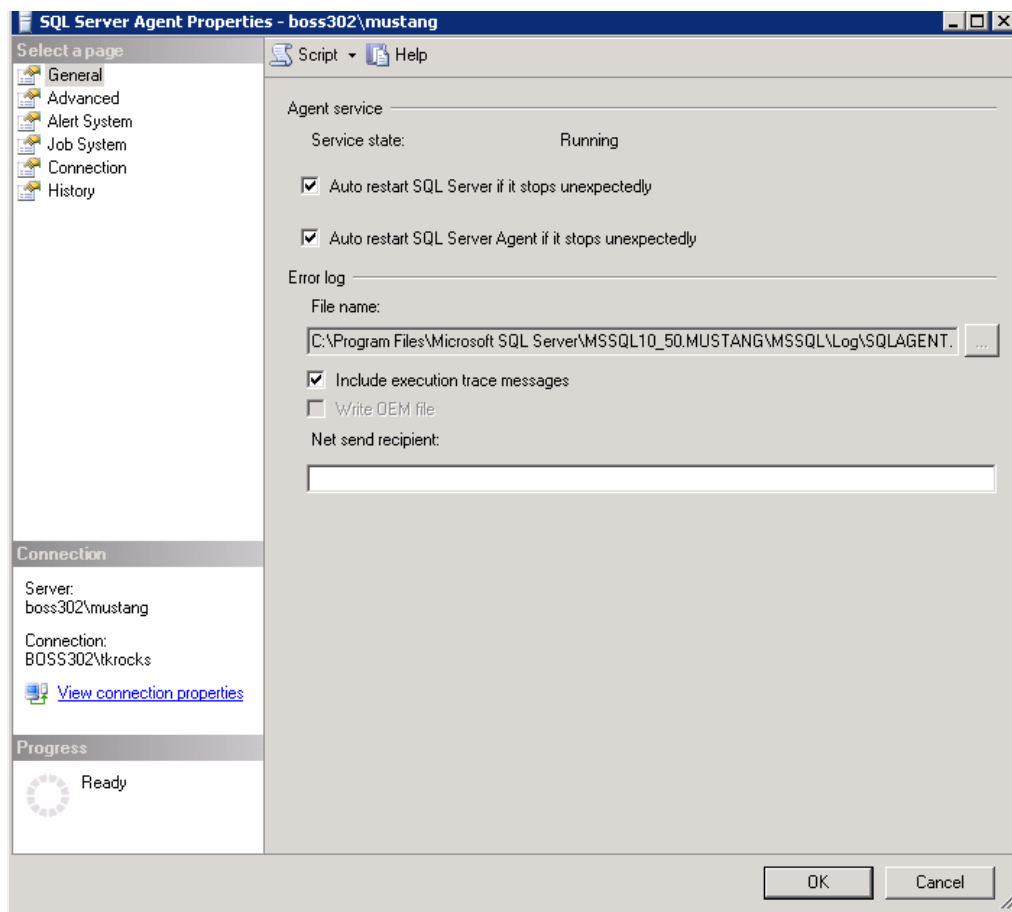 SQL Server Agent Properties - boss302\mustang
Select a page
General
Advanced
Alert System
Job System
Connection
History
Script
Help
Agent service
Service state: Running
Auto restart SQL Server if it stops unexpectedly
Auto restart SQL Server Agent if it stops unexpectedly
Error log
File name:
C:\Program Files\Microsoft SQL Server\MSSQL10_50.MUSTANG\MSSQL\Log\SQLAGENT.
...
Include execution trace messages
Write OEM file
Net send recipient:
Connection
Server:
boss302\mustang
Connection:
BOSS302\tkrocks
View connection properties
Progress
Ready
OK
Cancel